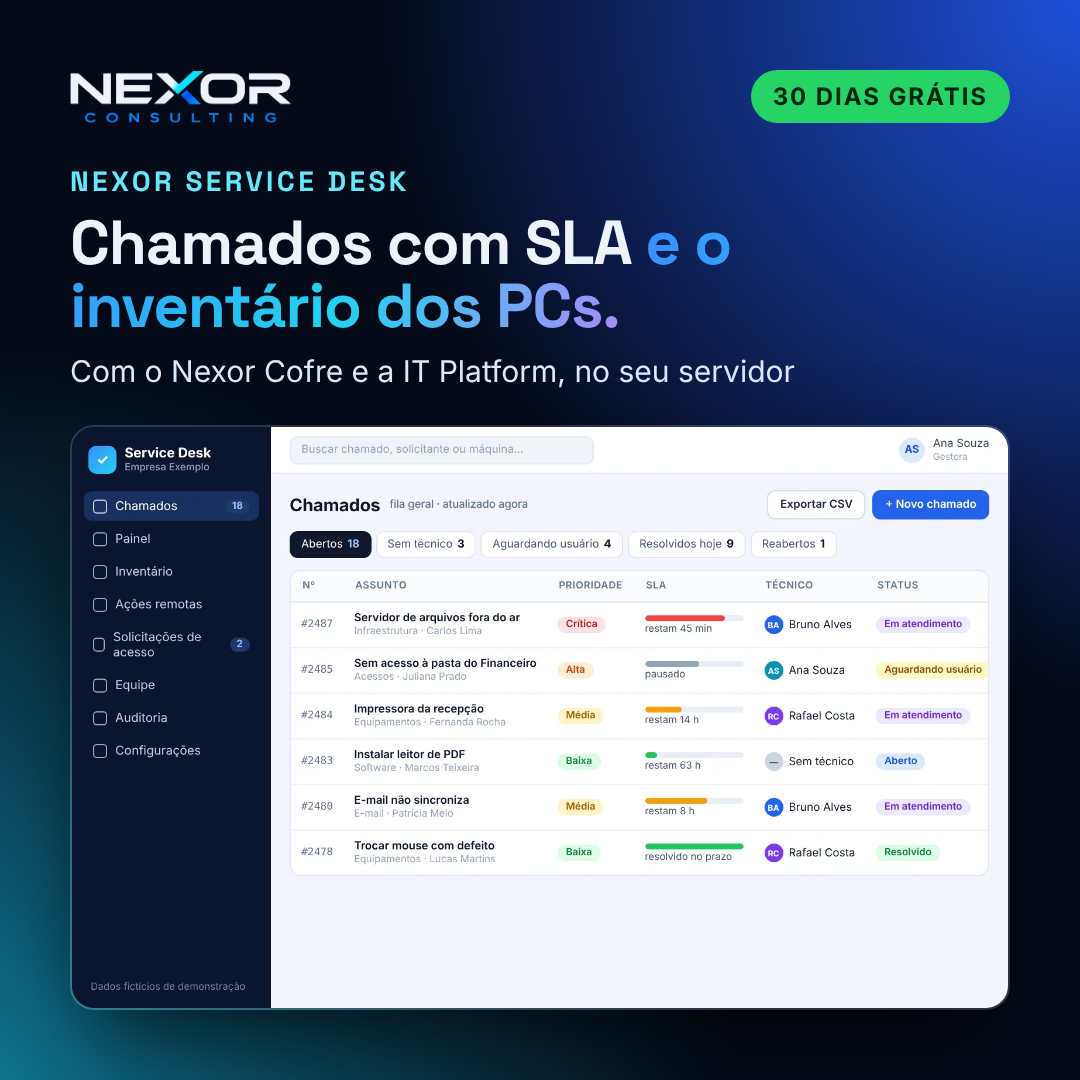 NEXOR
CONSULTING
30 DIAS GRÁTIS
NEXOR SERVICE DESK
Chamados com SLA e o
inventário dos PCs.
Com o Nexor Cofre e a IT Platform, no seu servidor
Service Desk
Empresa Exemplo
Chamados 18
Painel
Inventário
Ações remotas
Solicitações de
acesso 2
Equipe
Auditoria
Configurações
Dados fictícios de demonstração
Buscar chamado, solicitante ou máquina...
AS Ana Souza
Gestora
Chamados fila geral · atualizado agora
Exportar CSV + Novo chamado
Abertos 18 Sem técnico 3 Aguardando usuário 4 Resolvidos hoje 9 Reabertos 1
Nº ASSUNTO PRIORIDADE SLA TÉCNICO STATUS
#2487 Servidor de arquivos fora do ar Crítica restam 45 min BA Bruno Alves Em atendimento
Infraestrutura · Carlos Lima
#2485 Sem acesso à pasta do Financeiro Alta pausado AS Ana Souza Aguardando usuário
Acessos · Juliana Prado
#2484 Impressora da recepção Média restam 14 h RC Rafael Costa Em atendimento
Equipamentos · Fernanda Rocha
#2483 Instalar leitor de PDF Baixa restam 63 h — Sem técnico Aberto
Software · Marcos Teixeira
#2480 E-mail não sincroniza Média restam 8 h BA Bruno Alves Em atendimento
E-mail · Patricia Melo
#2478 Trocar mouse com defeito Baixa resolvido no prazo RC Rafael Costa Resolvido
Equipamentos · Lucas Martins